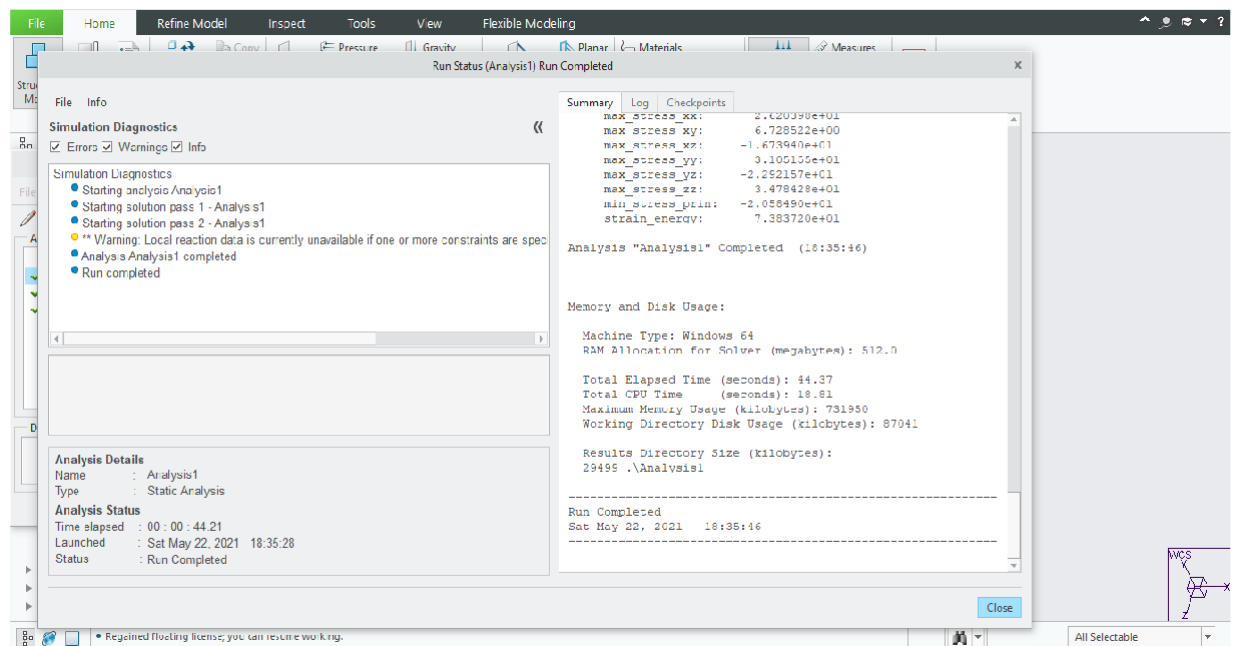 File Home Refine Model Inspect Tools View Flexible Modeling
Copy Pressure Gravity Planar Materials Measures
Run Status (Analysis1) Run Completed
File Info
Summary Log Checkpoints
Simulation Diagnostics
Errors Warnings Info
Simulation Diagnostics
Starting analysis Analysis1
Starting solution pass 1 - Analysis1
Starting solution pass 2 - Analysis1
** Warning: Local reaction data is currently unavailable if one or more constraints are spec
Analysis Analysis1 completed
Run completed
Analysis Details
Name : Analysis1
Type : Static Analysis
Analysis Status
Time elapsed : 00 : 00 : 44.21
Launched : Sat May 22, 2021 18:35:28
Status : Run Completed
max_stress_xx: 2.620398e+01
max_stress_xy: 6.728522e+00
max_stress_xz: -1.673940e+01
max_stress_yy: 3.105155e+01
max_stress_yz: -2.292157e+01
max_stress_zz: 3.478428e+01
min_stress_prin: -2.058490e+01
strain_energy: 7.383720e+01
Analysis "Analysis1" Completed (18:35:46)
Memory and Disk Usage:
Machine Type: Windows 64
RAM Allocation for Solver (megabytes): 512.0
Total Elapsed Time (seconds): 44.37
Total CPU Time (seconds): 18.81
Maximum Memory Usage (kilobytes): 731950
Working Directory Disk Usage (kilobytes): 87041
Results Directory Size (kilobytes):
29499 .\Analysis1
Run Completed
Sat May 22, 2021 18:35:46
Close
WCS
Y
X
Z
• Regained floating license; you can resume working.
All Selectable